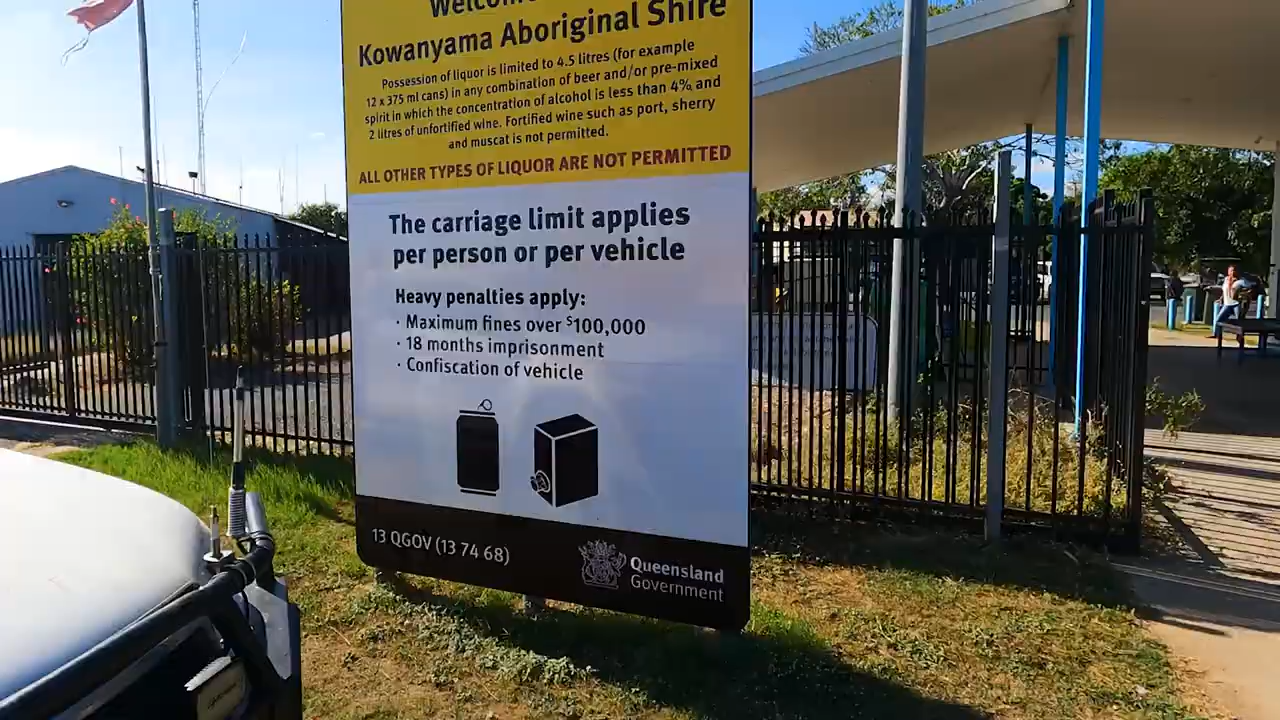 Welcome
Kowanyama Aboriginal Shire
Possession of liquor is limited to 4.5 litres (for example
12 x 375 ml cans) in any combination of beer and/or pre-mixed
spirit in which the concentration of alcohol is less than 4%, and
2 litres of unfortified wine. Fortified wine such as port, sherry
and muscat is not permitted.
ALL OTHER TYPES OF LIQUOR ARE NOT PERMITTED
The carriage limit applies
per person or per vehicle
Heavy penalties apply:
· Maximum fines over $100,000
· 18 months imprisonment
· Confiscation of vehicle
13 QGOV (13 74 68)
Queensland
Government